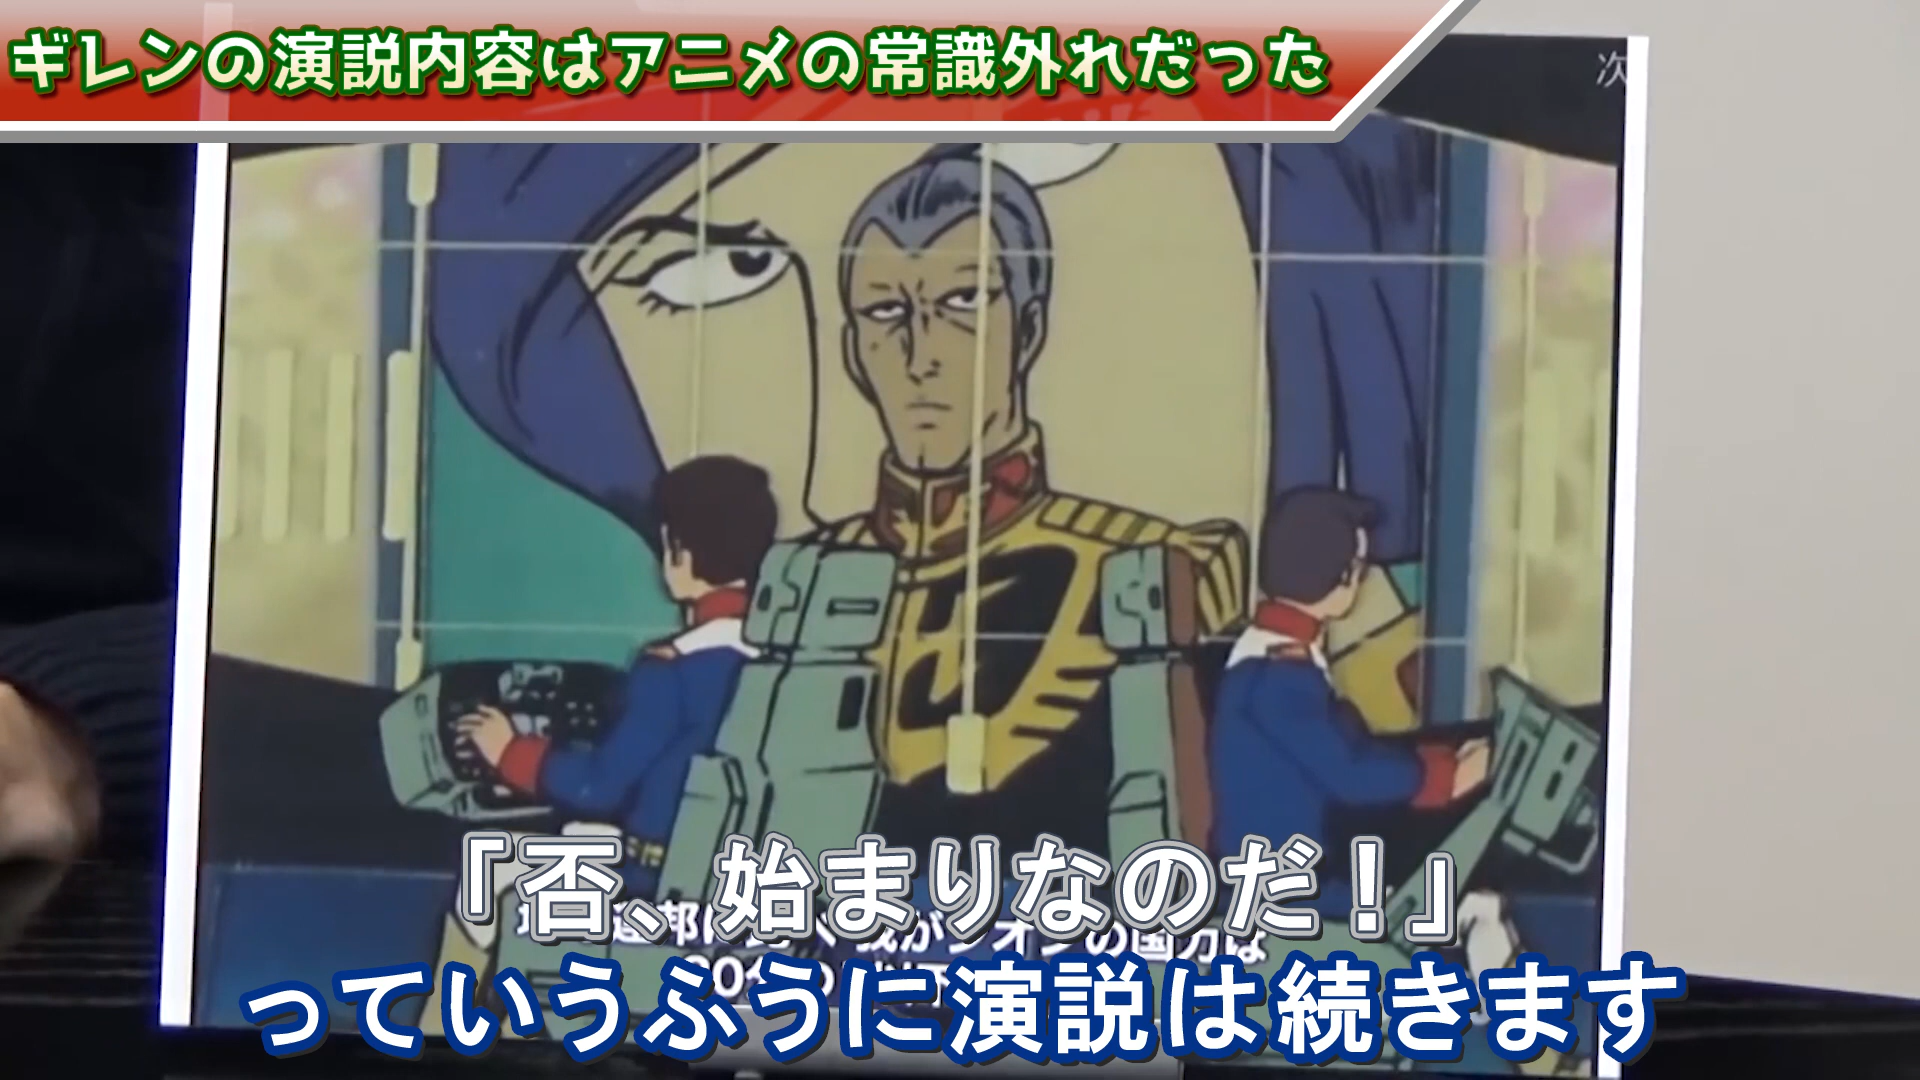 ギレンの演説内容はアニメの常識外れだった
次
「否、始まりなのだ!」
っていうふうに演説は続きます